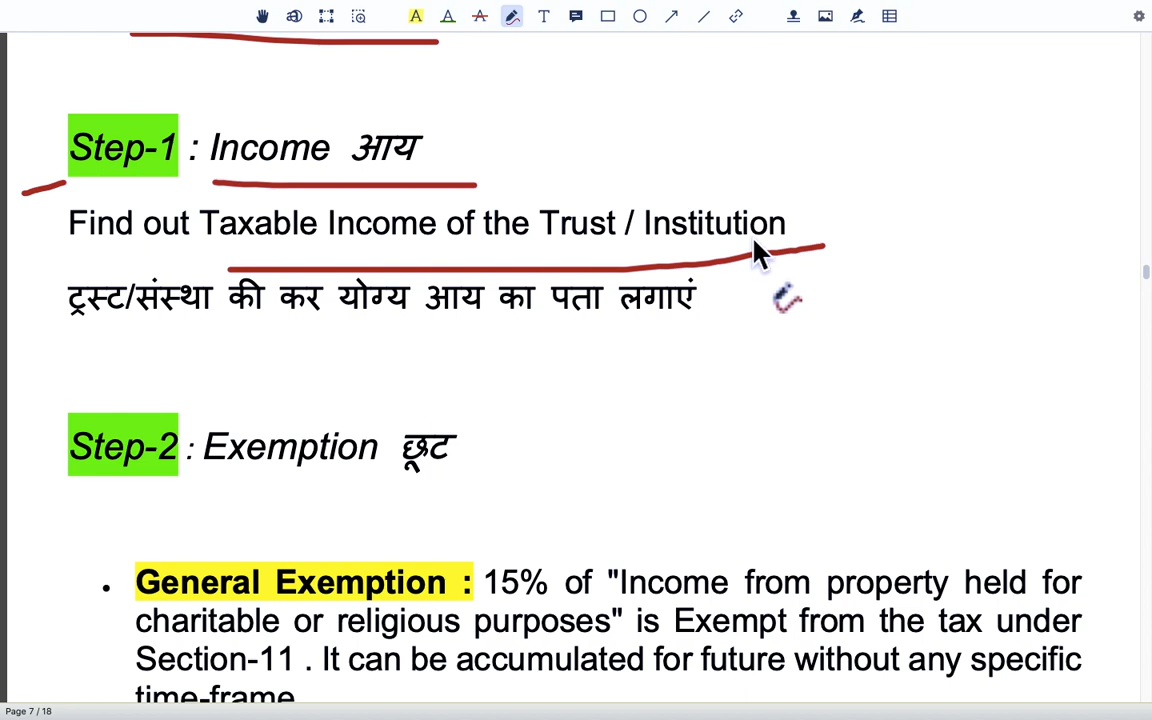 Step-1 : Income आय
Find out Taxable Income of the Trust / Institution
ट्रस्ट/संस्था की कर योग्य आय का पता लगाएं
Step-2 : Exemption छूट
• General Exemption : 15% of "Income from property held for
charitable or religious purposes" is Exempt from the tax under
Section-11 . It can be accumulated for future without any specific
time-frame
Page 7 / 18